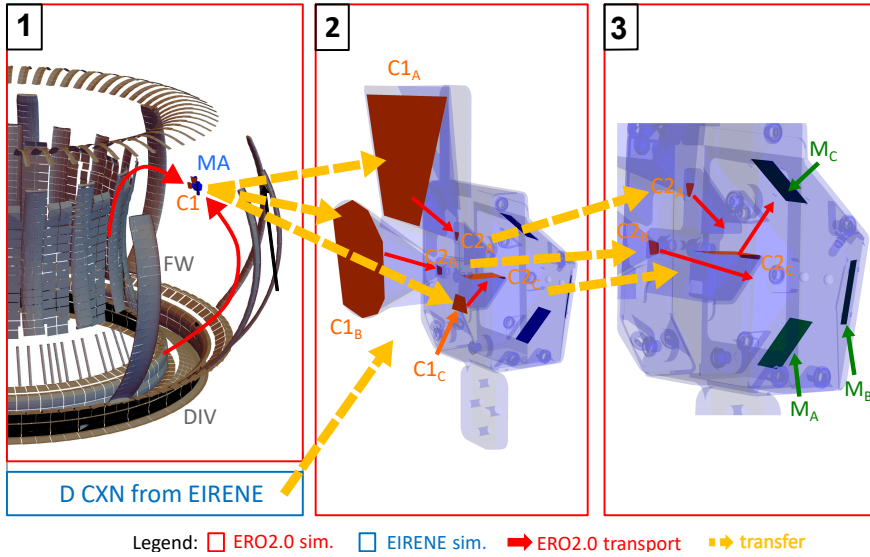 1
2
3
C1A
MA
C1
FW
DIV
C2A
C2B
C2C
C1B
C1C
MC
C2A
C2B
C2C
MB
MA
D CXN from EIRENE
Legend: ERO2.0 sim. EIRENE sim. ERO2.0 transport transfer